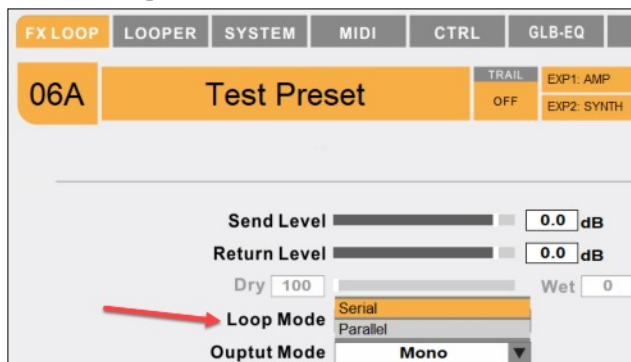 FX LOOP LOOPER SYSTEM MIDI CTRL GLB-EQ
06A Test Preset TRAIL OFF EXP1: AMP
EXP2: SYNTH
Send Level 0.0 dB
Return Level 0.0 dB
Dry 100 Wet 0
Loop Mode Serial
Parallel
Ouptut Mode Mono